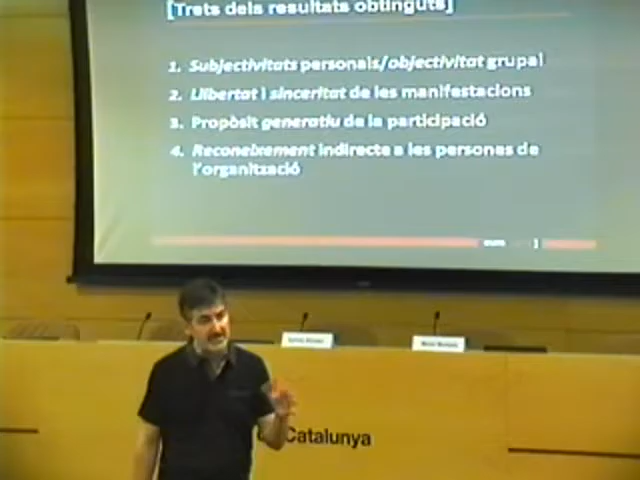 [Trets dels resultats obtinguts]
1. Subjectivitats personals/objectivitat grupal
2. Llibertat i sinceritat de les manifestacions
3. Propòsit generatiu de la participació
4. Reconeixement indirecte a les persones de
l'organització
Catalunya